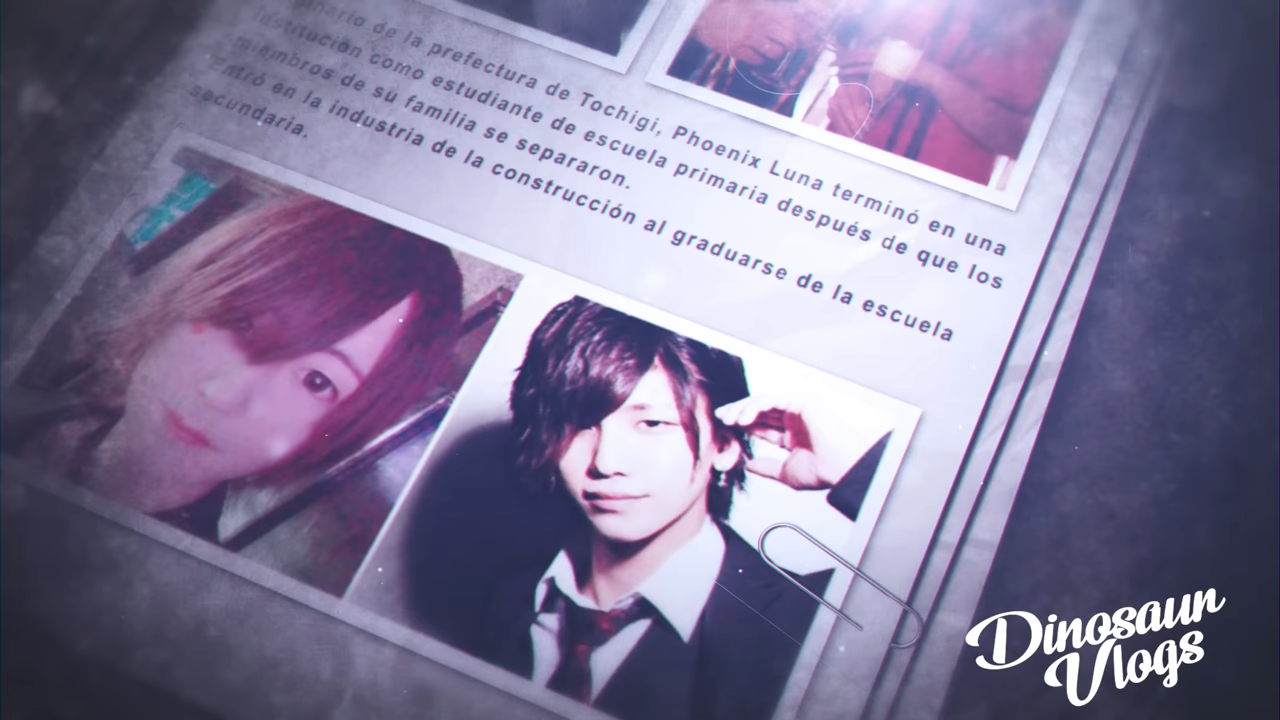 de la prefectura de Tochigi, Phoenix Luna terminó en una
institución como estudiante de escuela primaria después de que los
miembros de su familia se separaron.
Entró en la industria de la construcción al graduarse de la escuela
secundaria.
Dinosaur
Vlogs